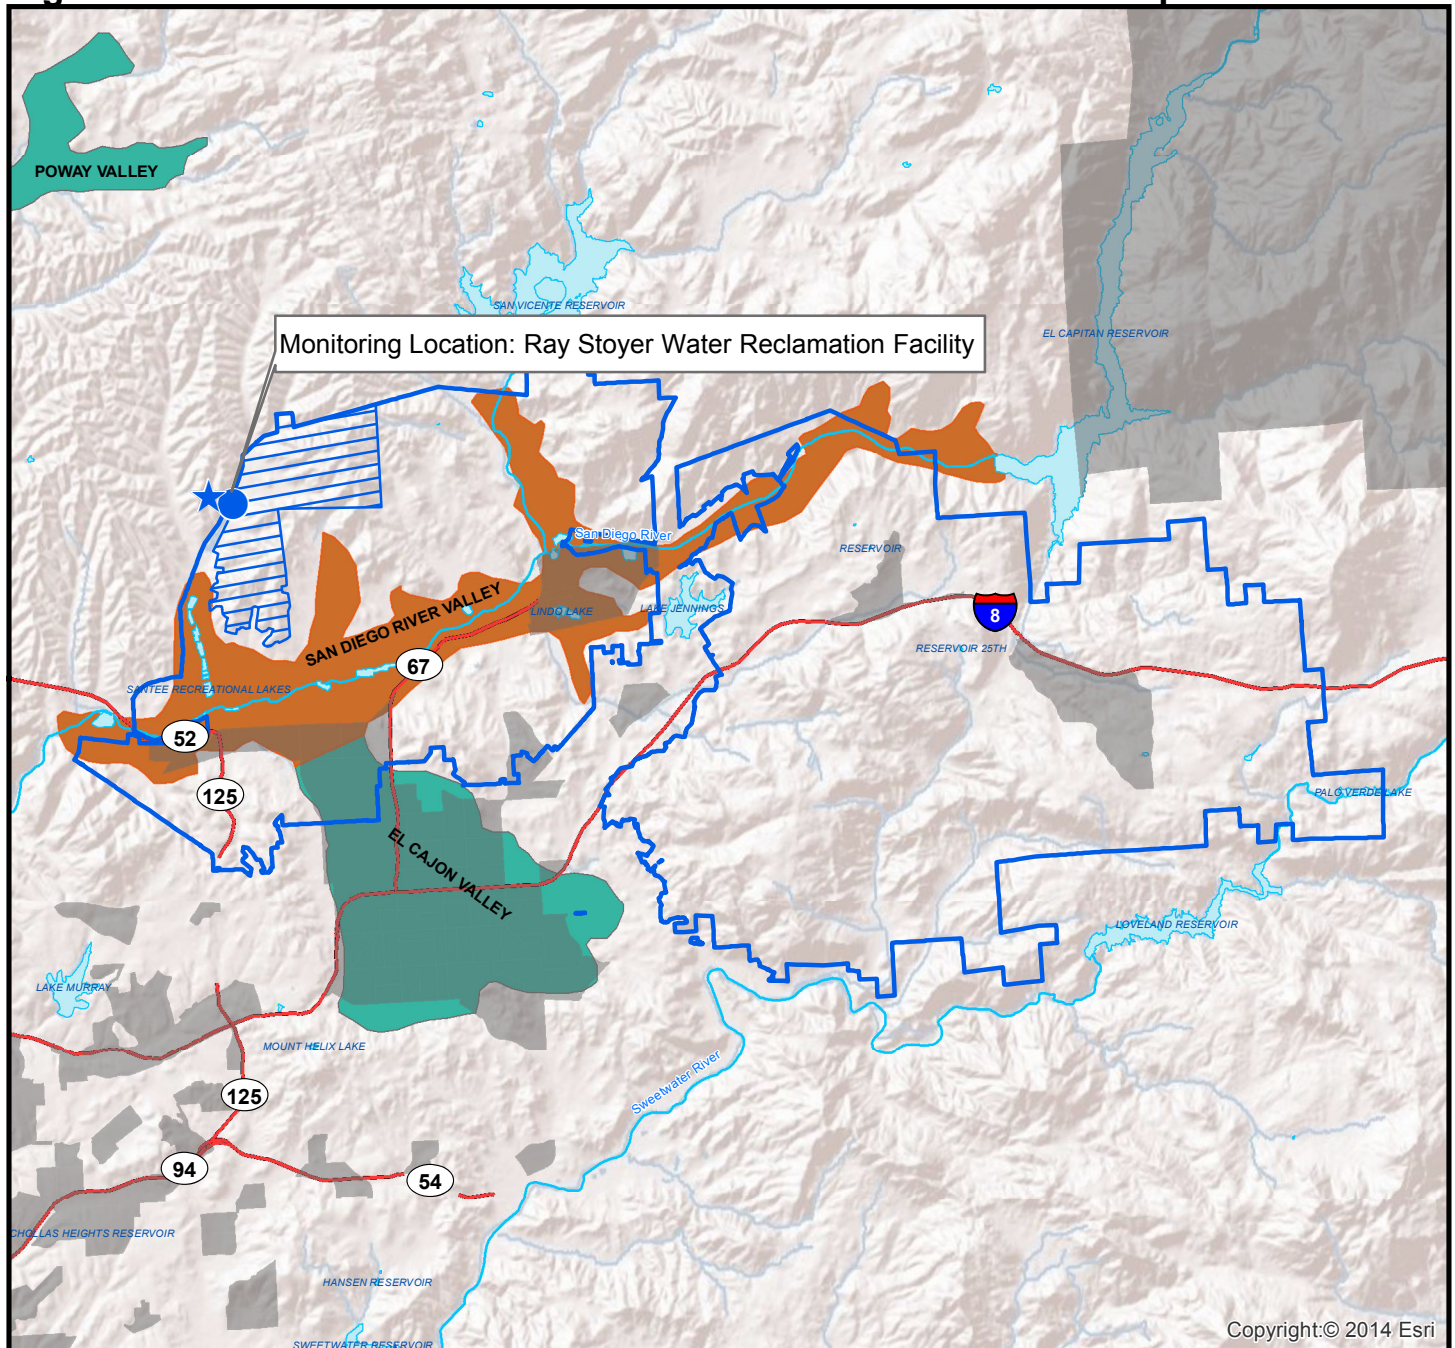 POWAY VALLEY
SAN VICENTE RESERVOIR
EL CAPITAN RESERVOIR
Monitoring Location: Ray Stoyer Water Reclamation Facility
San Diego River
RESERVOIR
SAN DIEGO RIVER VALLEY
LINDO LAKE
LAKE JENNINGS
8
RESERVOIR 25TH
67
SANTEE RECREATIONAL LAKES
52
125
PALO VERDE LAKE
EL CAJON VALLEY
LOVELAND RESERVOIR
LAKE MURRAY
MOUNT HELIX LAKE
Sweetwater River
125
94
54
CHOLLAS HEIGHTS RESERVOIR
HANSEN RESERVOIR
SWEETWATER RESERVOIR
Copyright:© 2014 Esri